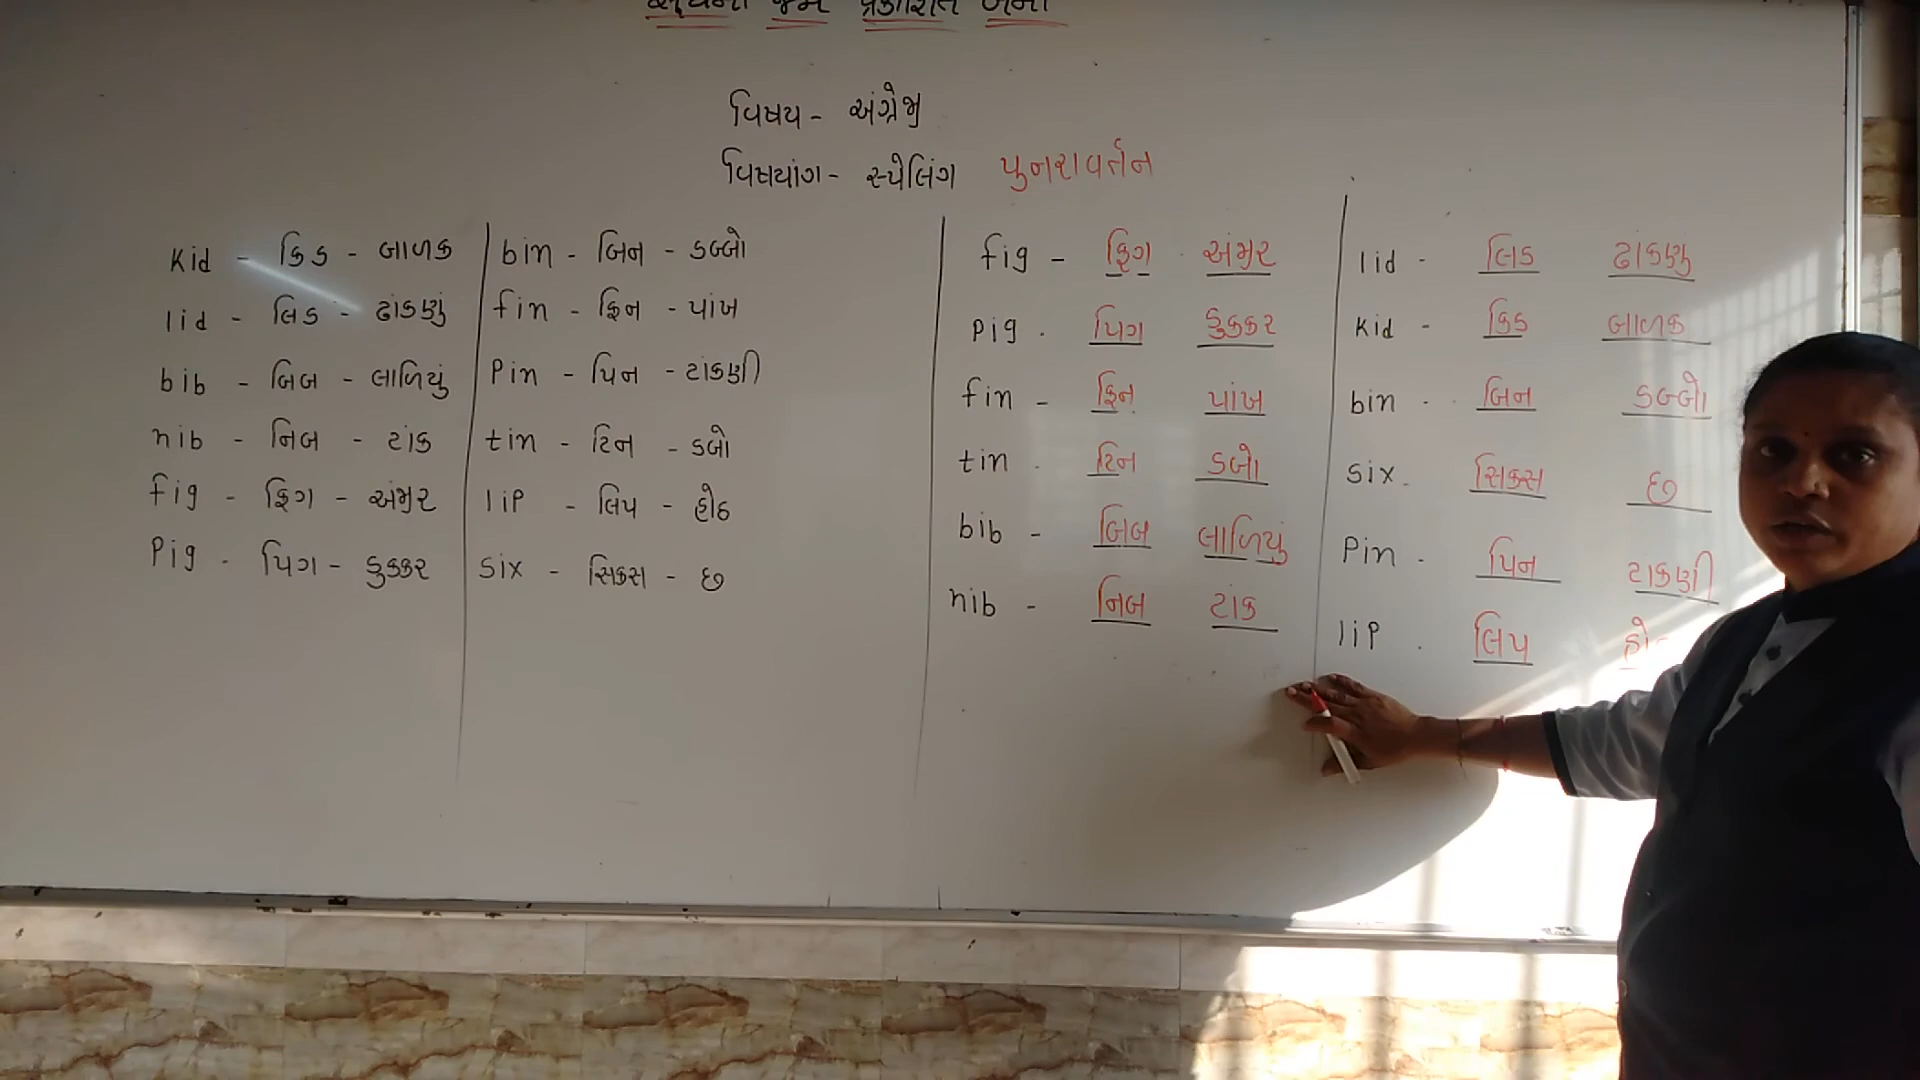 વિષય - અંગ્રેજી
વિષયાંગ - સ્પેલિંગ પુનરાવર્તન
kid - કિડ - બાળક
lid - લિડ - ઢાંકણું
bib - બિબ - લાળિયું
nib - નિબ - ટાંક
fig - ફિગ - અંજીર
Pig - પિગ - ડુક્કર
bin - બિન - ડબ્બો
fin - ફિન - પાંખ
Pin - પિન - ટાંકણી
tin - ટિન - ડબો
lip - લિપ - હોઠ
six - સિક્સ - છ
fig - ફિગ અંજીર
Pig - પિગ ડુક્કર
fin - ફિન પાંખ
tin - ટિન ડબો
bib - બિબ લાળિયું
nib - નિબ ટાંક
lid - લિડ ઢાંકણું
kid - કિડ બાળક
bin - બિન ડબ્બો
six - સિક્સ છ
Pin - પિન ટાકણી
lip - લિપ